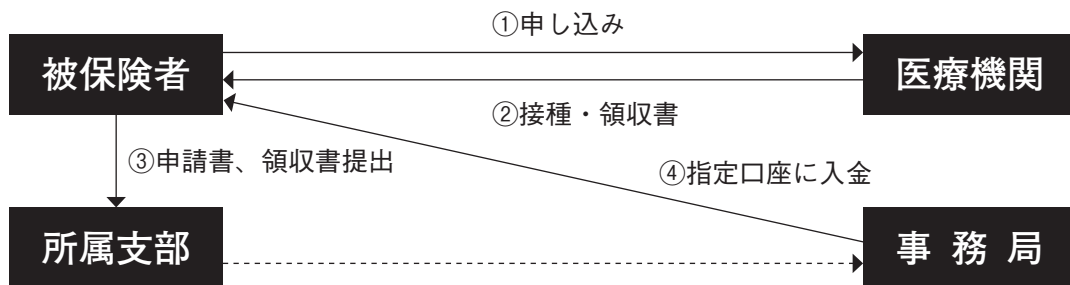 ①申し込み
被保険者
医療機関
②接種・領収書
③申請書、領収書提出
④指定口座に入金
所属支部
事務局